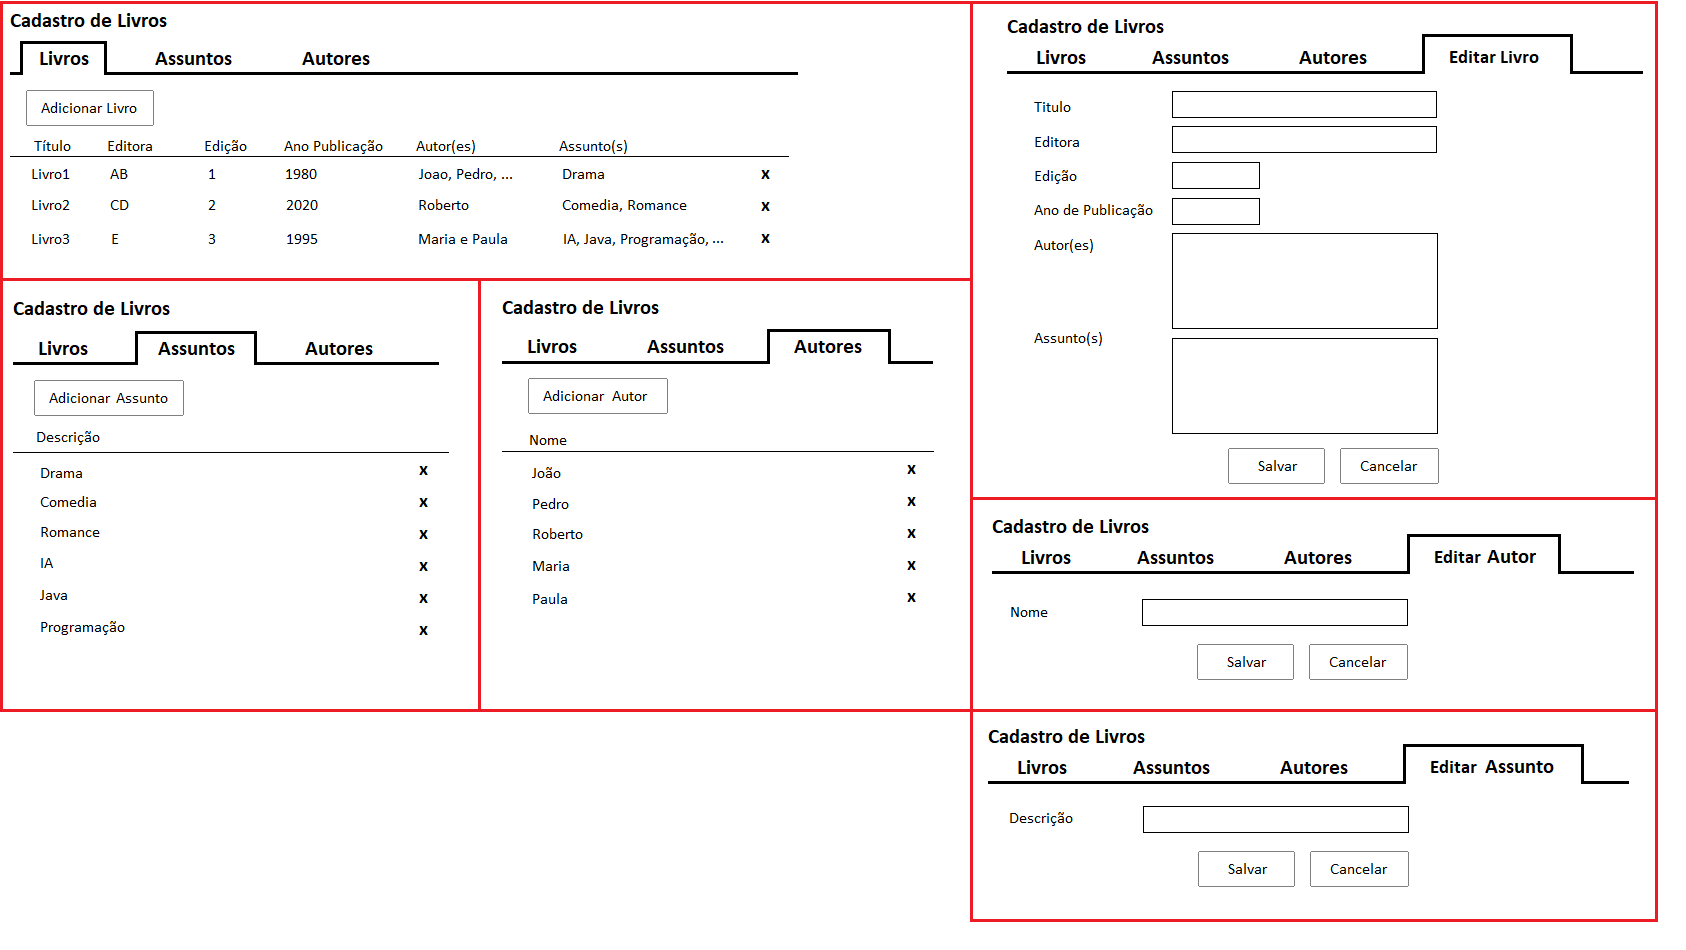 Cadastro de Livros
Livros Assuntos Autores
Adicionar Livro
Título Editora Edição Ano Publicação Autor(es) Assunto(s)
Livro1 AB 1 1980 Joao, Pedro, ... Drama x
Livro2 CD 2 2020 Roberto Comedia, Romance x
Livro3 E 3 1995 Maria e Paula IA, Java, Programação, ... x
Cadastro de Livros
Livros Assuntos Autores Editar Livro
Titulo
Editora
Edição
Ano de Publicação
Autor(es)
Assunto(s)
Salvar Cancelar
Cadastro de Livros
Livros Assuntos Autores
Adicionar Assunto
Descrição
Drama x
Comedia x
Romance x
IA x
Java x
Programação x
Cadastro de Livros
Livros Assuntos Autores
Adicionar Autor
Nome
João x
Pedro x
Roberto x
Maria x
Paula x
Cadastro de Livros
Livros Assuntos Autores Editar Autor
Nome
Salvar Cancelar
Cadastro de Livros
Livros Assuntos Autores Editar Assunto
Descrição
Salvar Cancelar